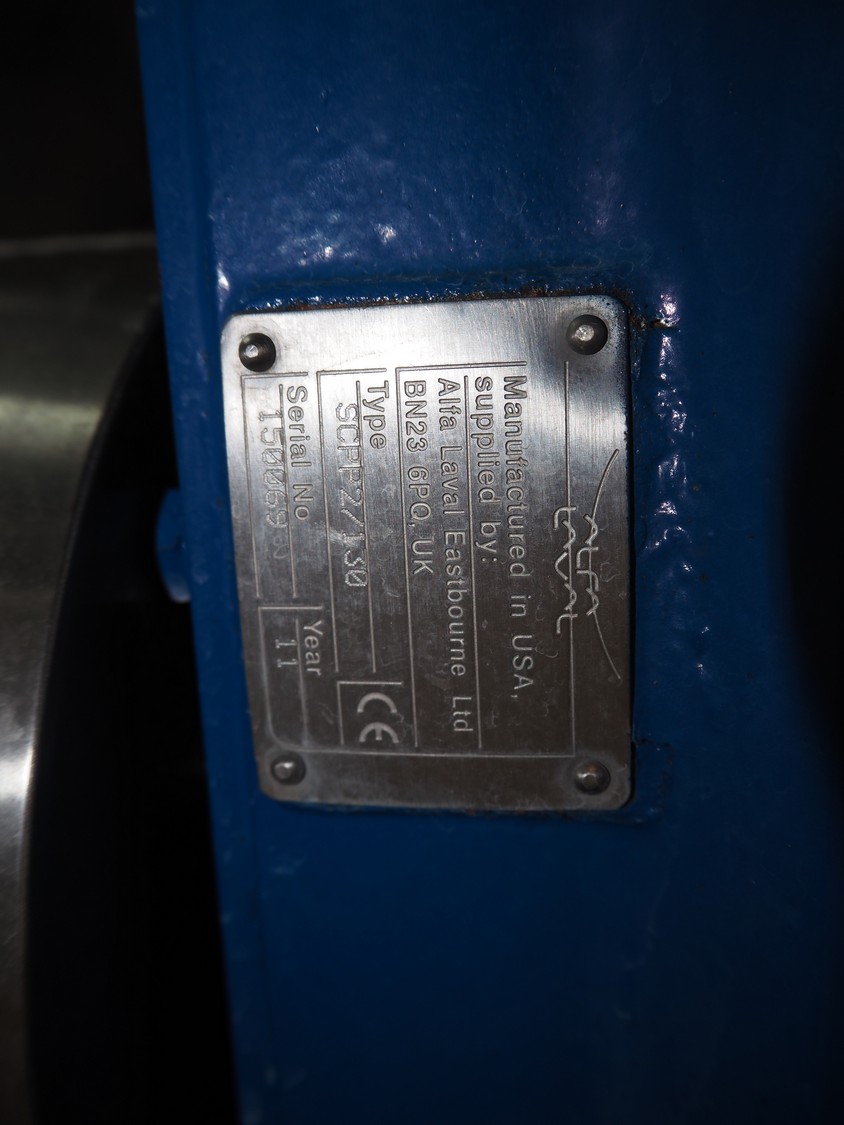 ALFA
LAVAL
Manufactured in USA,
supplied by:
Alfa Laval Eastbourne Ltd
BN23 6PQ, UK
Type
SCPP2/130
CE
Serial No
Year
11